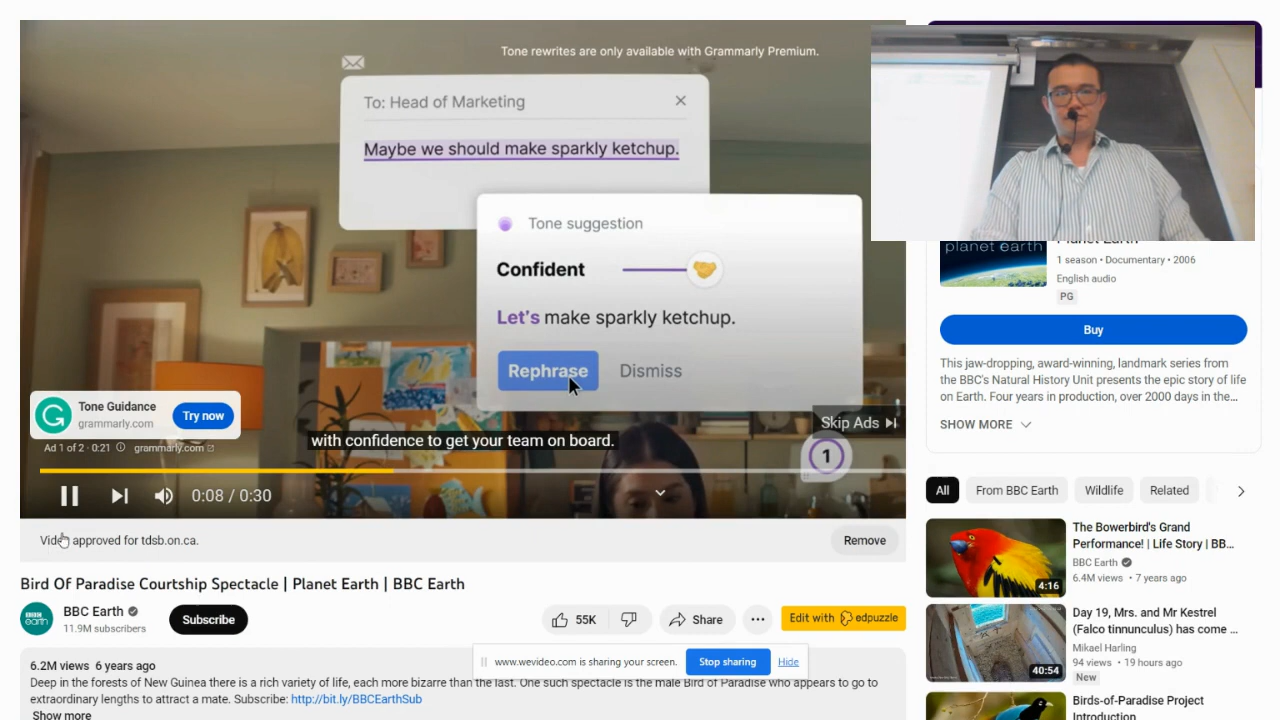 Tone rewrites are only available with Grammarly Premium.
To: Head of Marketing
Maybe we should make sparkly ketchup.
Tone suggestion
Confident
Let's make sparkly ketchup.
Rephrase Dismiss
Tone Guidance
grammarly.com
Try now
Skip Ads
with confidence to get your team on board.
Ad 1 of 2 · 0:21 grammarly.com
1
0:08 / 0:30
approved for tdsb.on.ca.
Remove
Bird Of Paradise Courtship Spectacle | Planet Earth | BBC Earth
BBC Earth
11.9M subscribers
Subscribe
55K
Share
Edit with edpuzzle
www.wevideo.com is sharing your screen. Stop sharing Hide
6.2M views 6 years ago
Deep in the forests of New Guinea there is a rich variety of life, each more bizarre than the last. One such spectacle is the male Bird of Paradise who appears to go to
extraordinary lengths to attract a mate. Subscribe: http://bit.ly/BBCEarthSub
Show more
planet earth
Planet Earth
1 season • Documentary • 2006
English audio
PG
Buy
This jaw-dropping, award-winning, landmark series from
the BBC's Natural History Unit presents the epic story of life
on Earth. Four years in production, over 2000 days in the...
SHOW MORE
All From BBC Earth Wildlife Related
The Bowerbird's Grand
Performance! | Life Story | BB...
BBC Earth
6.4M views • 7 years ago
4:16
Day 19, Mrs. and Mr Kestrel
(Falco tinnunculus) has come ...
Mikael Harling
94 views • 19 hours ago
New
40:54
Birds-of-Paradise Project
Introduction